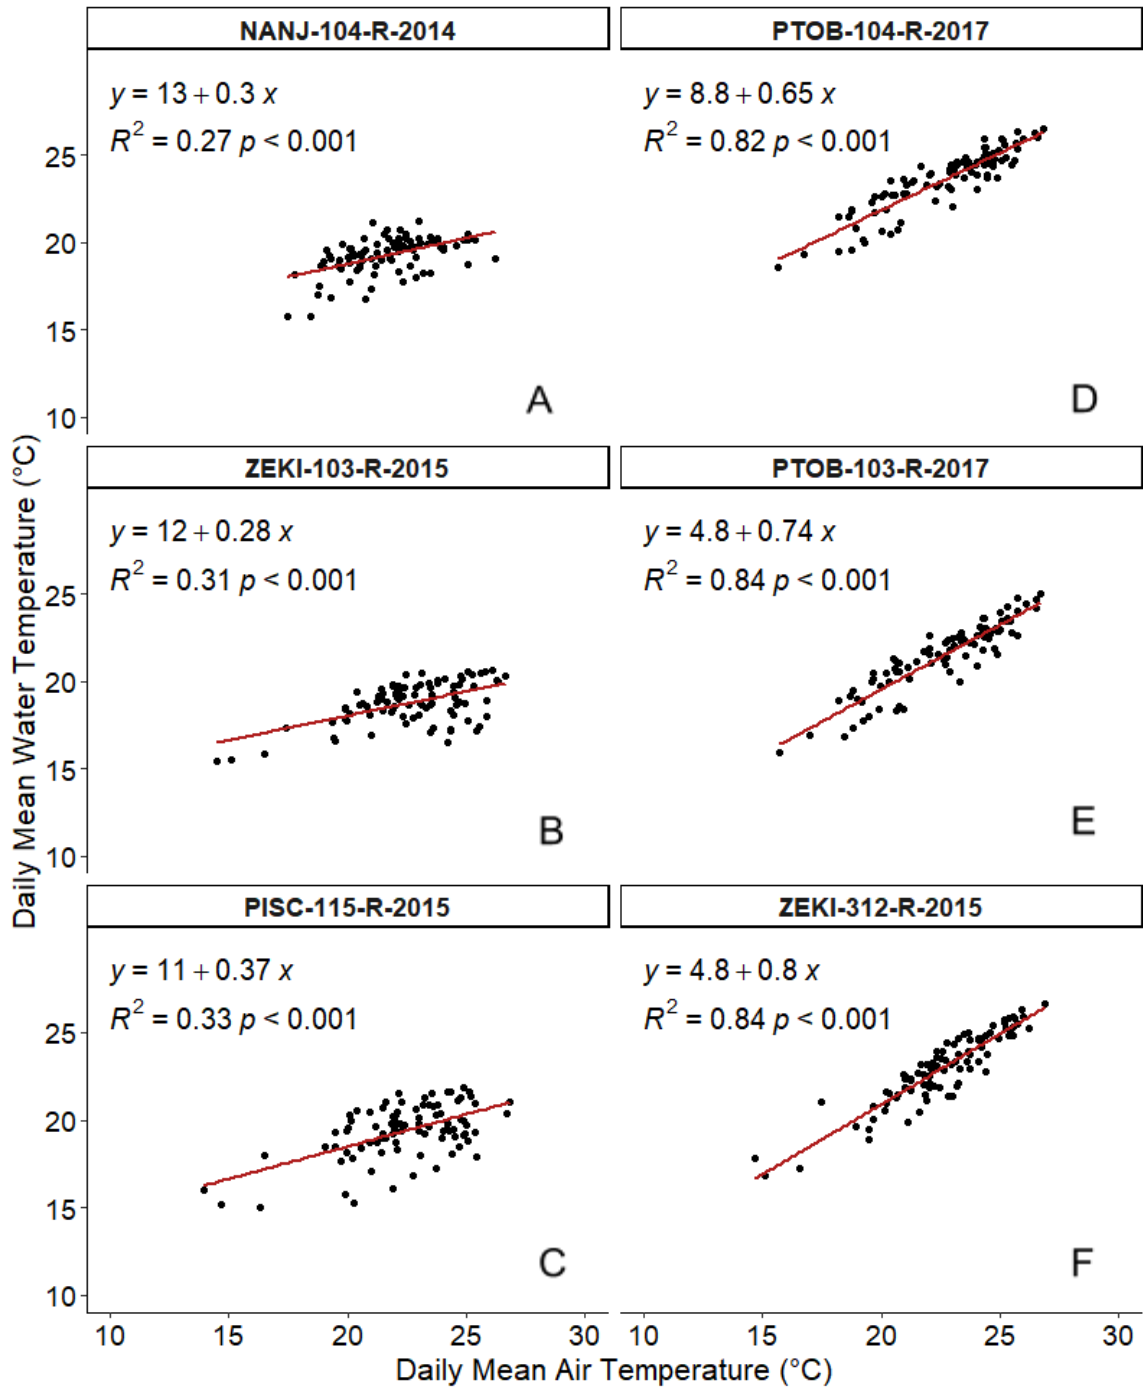 NANJ-104-R-2014
y = 13 + 0.3 x
R² = 0.27 p < 0.001
25
20
15
10
A
PTOB-104-R-2017
y = 8.8 + 0.65 x
R² = 0.82 p < 0.001
D
ZEKI-103-R-2015
y = 12 + 0.28 x
R² = 0.31 p < 0.001
25
20
15
10
B
PTOB-103-R-2017
y = 4.8 + 0.74 x
R² = 0.84 p < 0.001
E
PISC-115-R-2015
y = 11 + 0.37 x
R² = 0.33 p < 0.001
25
20
15
10
C
ZEKI-312-R-2015
y = 4.8 + 0.8 x
R² = 0.84 p < 0.001
F
10 15 20 25 30
10 15 20 25 30
Daily Mean Air Temperature (°C)
Daily Mean Water Temperature (°C)